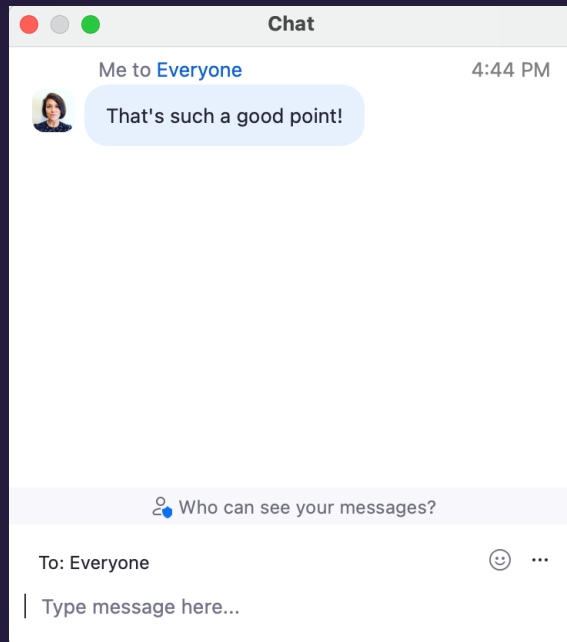 Chat
Me to Everyone 4:44 PM
That's such a good point!
Who can see your messages?
To: Everyone
Type message here...